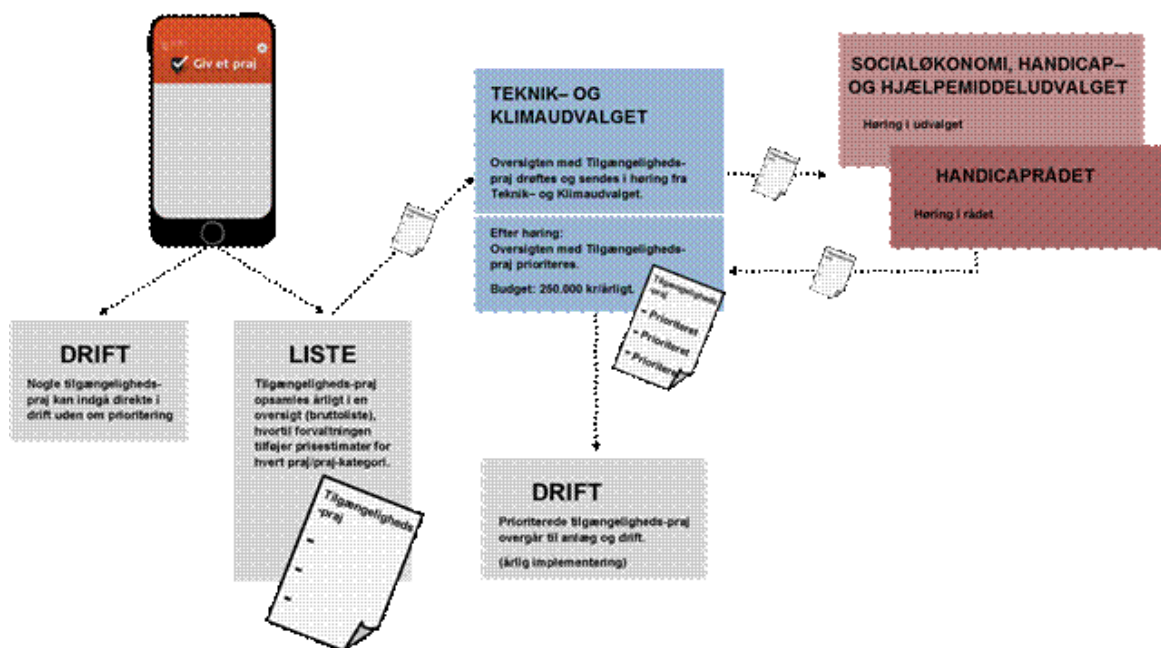 Giv et praj
TEKNIK– OG
KLIMAUDVALGET
Oversigten med Tilgængeligheds-
praj drøftes og sendes i høring fra
Teknik– og Klimaudvalget.
Efter høring:
Oversigten med Tilgængeligheds-
praj prioriteres.
Budget: 250.000 kr/årligt.
Tilgængeligheds
-praj
- Prioriteret
- Prioriteret
- Prioriteret
SOCIALØKONOMI, HANDICAP–
OG HJÆLPEMIDDELUDVALGET
Høring i udvalget
HANDICAPRÅDET
Høring i rådet
DRIFT
Nogle tilgængeligheds-
praj kan indgå direkte i
drift uden om prioritering
LISTE
Tilgængeligheds-praj
opsamles årligt i en
oversigt (bruttoliste),
hvortil forvaltningen
tilføjer prisestimater for
hvert praj/praj-kategori.
Tilgængeligheds
-praj
-
-
-
DRIFT
Prioriterede tilgængeligheds-praj
overgår til anlæg og drift.
(årlig implementering)